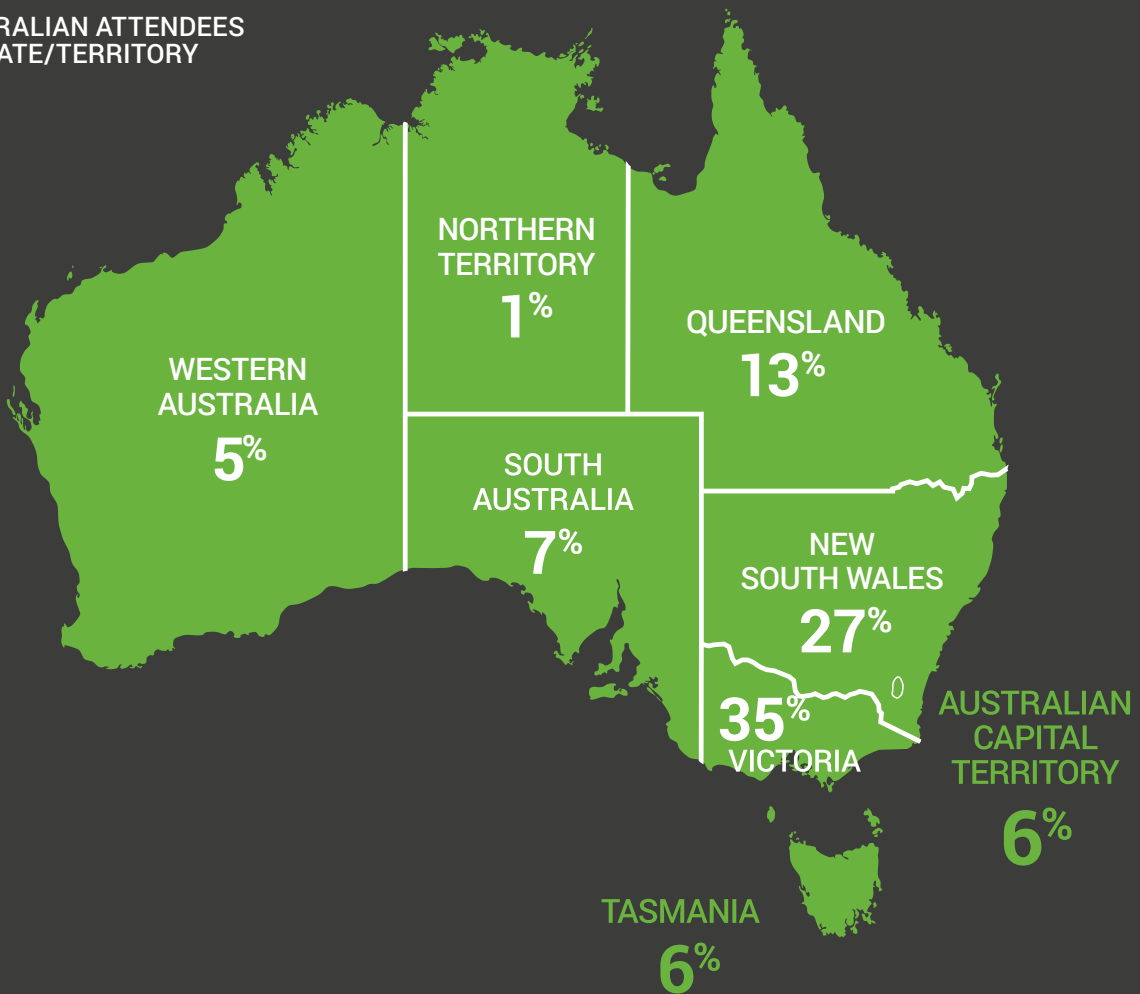 RALIAN ATTENDEES
ATE/TERRITORY
NORTHERN
TERRITORY
1%
QUEENSLAND
13%
WESTERN
AUSTRALIA
5%
SOUTH
AUSTRALIA
7%
NEW
SOUTH WALES
27%
35%
VICTORIA
AUSTRALIAN
CAPITAL
TERRITORY
6%
TASMANIA
6%